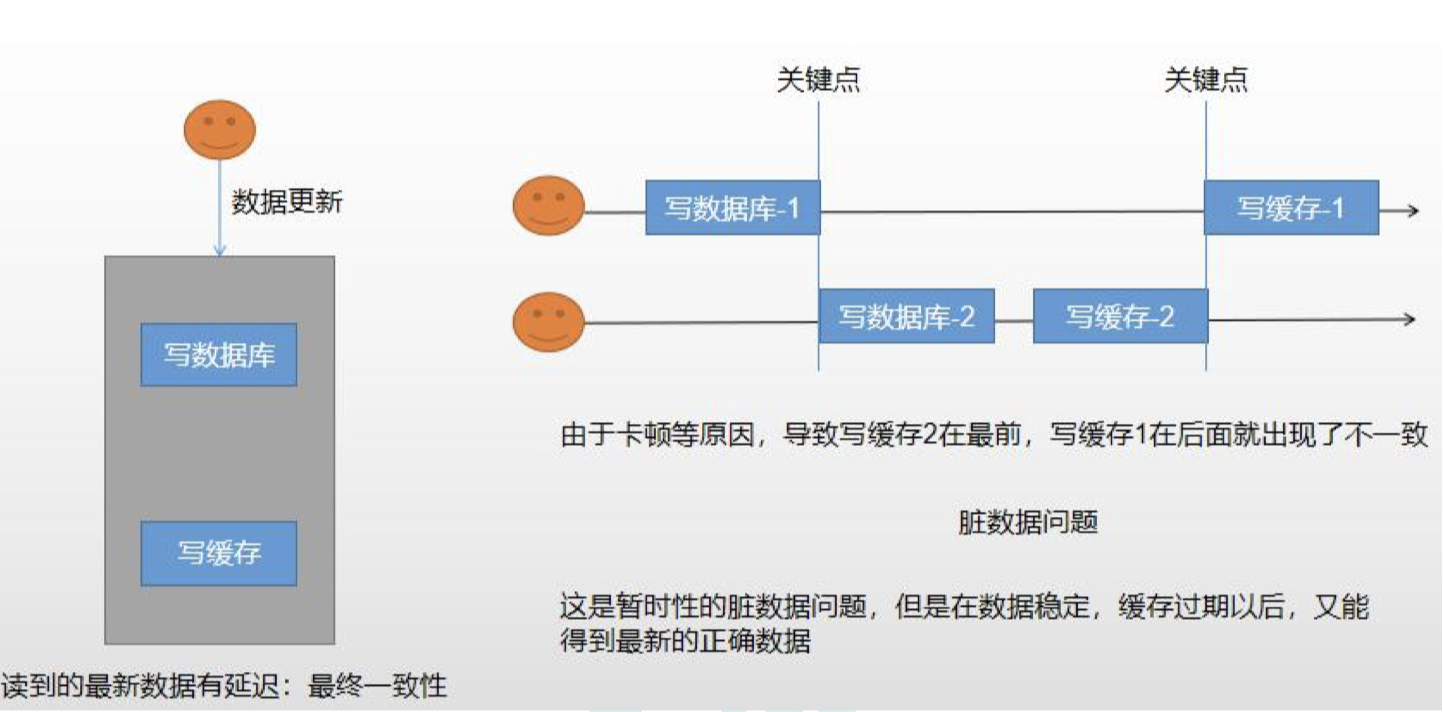 数据更新
写数据库
写缓存
读到的最新数据有延迟：最终一致性
关键点
关键点
写数据库-1
写缓存-1
写数据库-2
写缓存-2
由于卡顿等原因，导致写缓存2在最前，写缓存1在后面就出现了不一致
脏数据问题
这是暂时性的脏数据问题，但是在数据稳定，缓存过期以后，又能
得到最新的正确数据